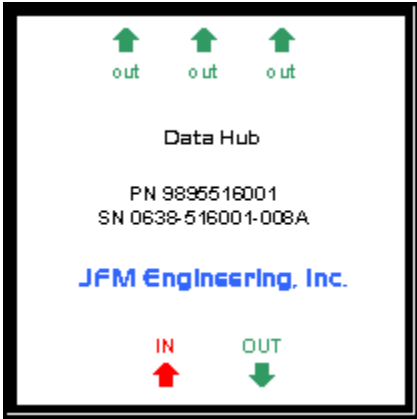 out out out
Data Hub
PN 9895516001
SN 0638-516001-008A
JFM Engineering, Inc.
IN OUT